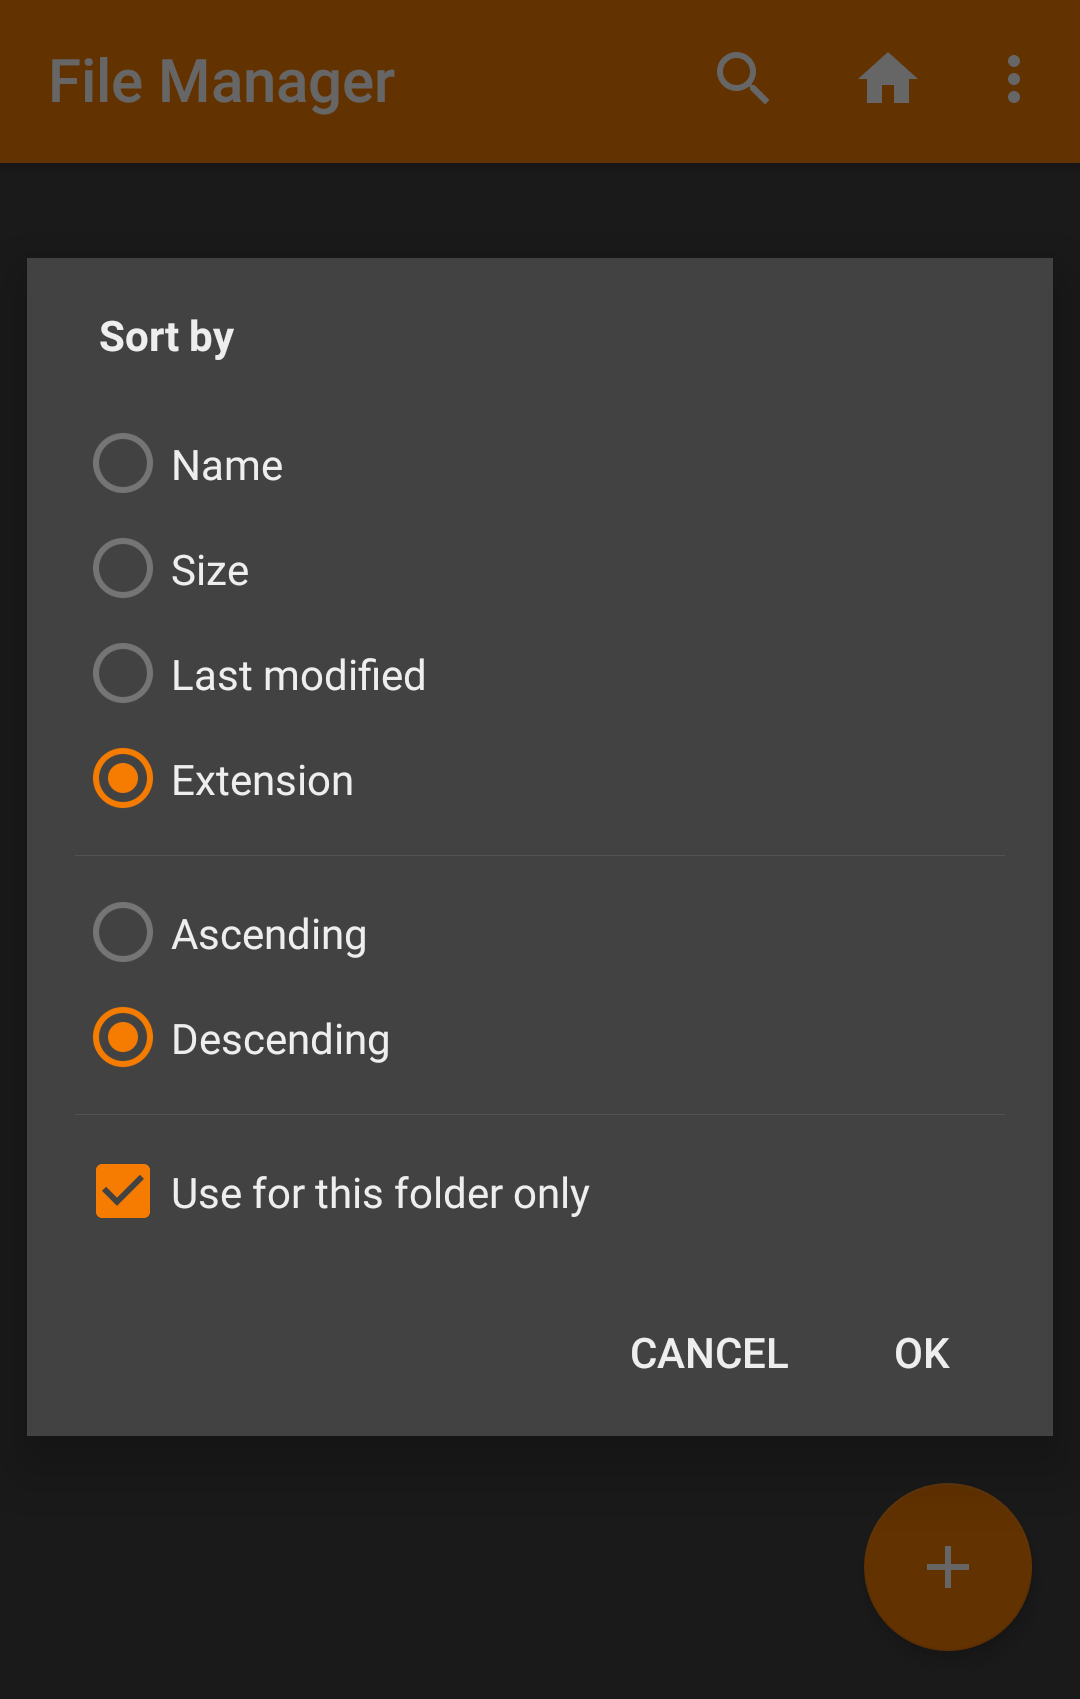 File Manager
Sort by
Name
Size
Last modified
Extension
Ascending
Descending
Use for this folder only
CANCEL OK